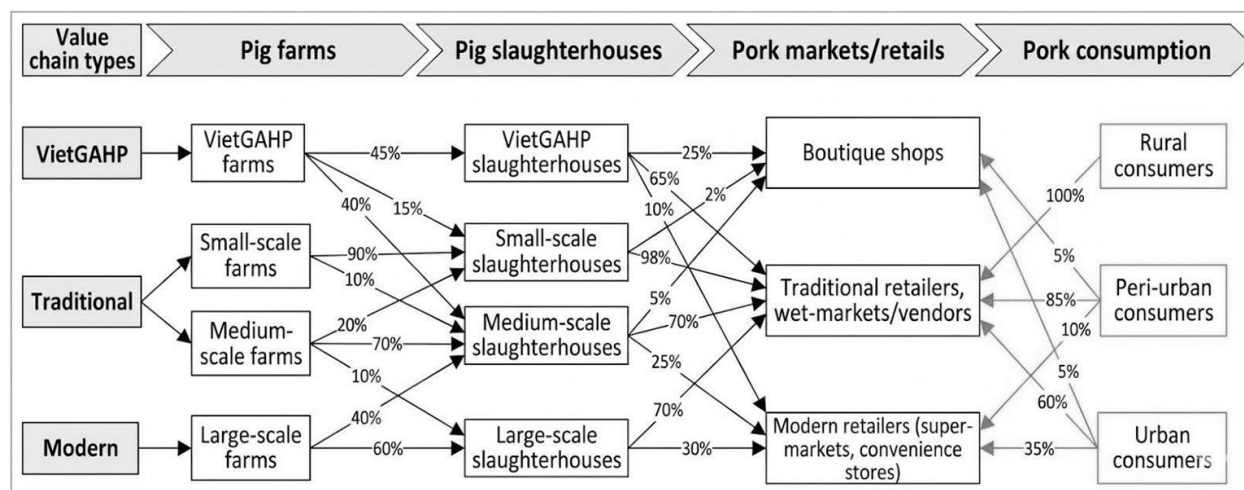 Value
chain types
Pig farms
Pig slaughterhouses
Pork markets/retails
Pork consumption
VietGAHP
VietGAHP
farms
45%
15%
40%
VietGAHP
slaughterhouses
25%
65%
10%
2%
Boutique shops
Rural
consumers
100%
Traditional
Small-scale
farms
90%
10%
Small-scale
slaughterhouses
98%
Medium-
scale farms
20%
70%
10%
Medium-scale
slaughterhouses
5%
70%
25%
Traditional retailers,
wet-markets/vendors
5%
85%
10%
Peri-urban
consumers
Modern
Large-scale
farms
40%
60%
Large-scale
slaughterhouses
70%
30%
Modern retailers (super-
markets, convenience
stores)
5%
60%
35%
Urban
consumers